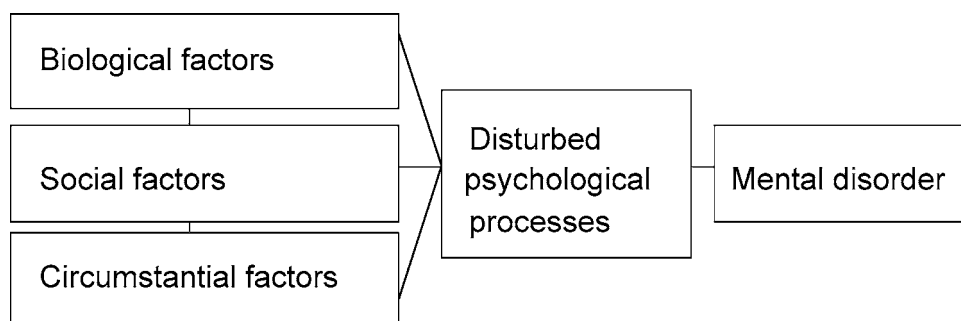 Biological factors
Social factors
Circumstantial factors
Disturbed
psychological
processes
Mental disorder